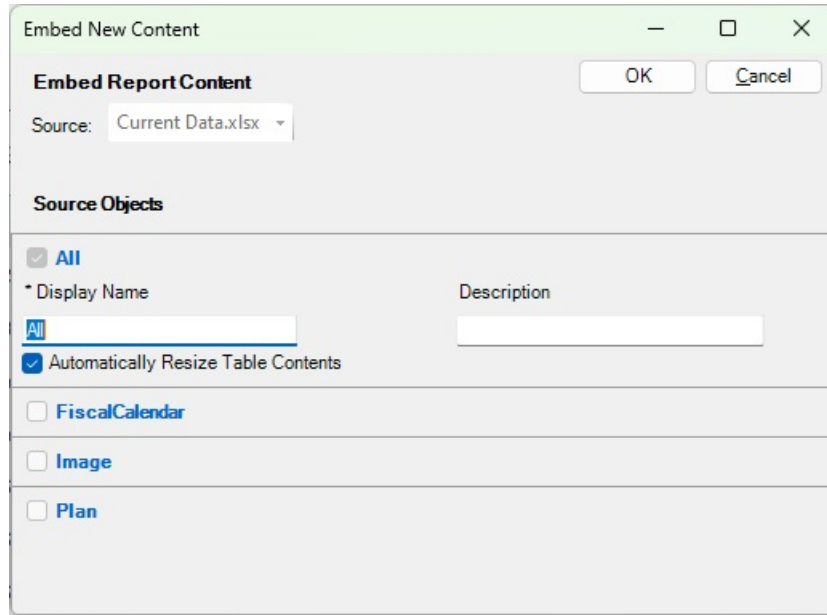 Embed New Content
Embed Report Content
OK
Cancel
Source: Current Data.xlsx
Source Objects
All
* Display Name
Description
All
Automatically Resize Table Contents
FiscalCalendar
Image
Plan